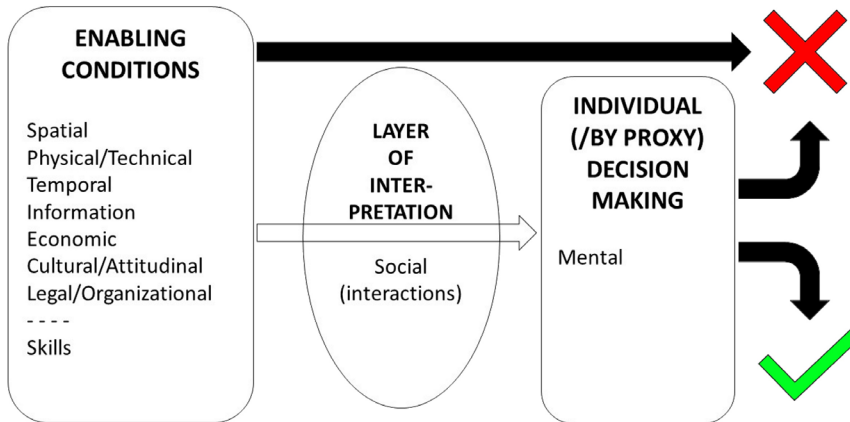 ENABLING
CONDITIONS
Spatial
Physical/Technical
Temporal
Information
Economic
Cultural/Attitudinal
Legal/Organizational
- - - -
Skills
LAYER
OF
INTER-
PRETATION
Social
(interactions)
INDIVIDUAL
(/BY PROXY)
DECISION
MAKING
Mental